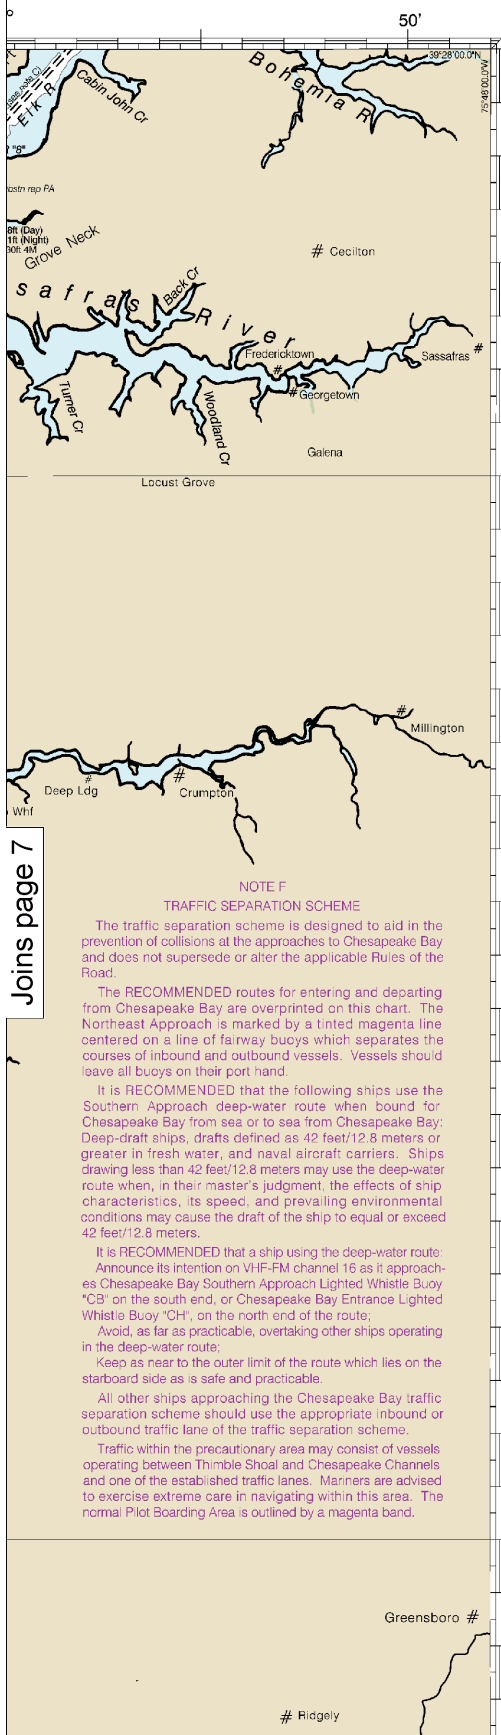 50'
39°28'00.0"N
75°48'00.0"W
(see note C)
Elk R
Cabin John Cr
Bohemia R
"8"
obstn rep PA
8ft (Day)
1ft (Night)
30ft 4M
Grove Neck
# Cecilton
safras River
Back Cr
Fredericktown
#
Sassafras #
# Georgetown
Turner Cr
Woodland Cr
Galena
Locust Grove
#
Millington
#
Deep Ldg
#
Crumpton
Whf
Joins page 7
NOTE F
TRAFFIC SEPARATION SCHEME
The traffic separation scheme is designed to aid in the
prevention of collisions at the approaches to Chesapeake Bay
and does not supersede or alter the applicable Rules of the
Road.
The RECOMMENDED routes for entering and departing
from Chesapeake Bay are overprinted on this chart. The
Northeast Approach is marked by a tinted magenta line
centered on a line of fairway buoys which separates the
courses of inbound and outbound vessels. Vessels should
leave all buoys on their port hand.
It is RECOMMENDED that the following ships use the
Southern Approach deep-water route when bound for
Chesapeake Bay from sea or to sea from Chesapeake Bay:
Deep-draft ships, drafts defined as 42 feet/12.8 meters or
greater in fresh water, and naval aircraft carriers. Ships
drawing less than 42 feet/12.8 meters may use the deep-water
route when, in their master's judgment, the effects of ship
characteristics, its speed, and prevailing environmental
conditions may cause the draft of the ship to equal or exceed
42 feet/12.8 meters.
It is RECOMMENDED that a ship using the deep-water route:
Announce its intention on VHF-FM channel 16 as it approach-
es Chesapeake Bay Southern Approach Lighted Whistle Buoy
"CB" on the south end, or Chesapeake Bay Entrance Lighted
Whistle Buoy "CH", on the north end of the route;
Avoid, as far as practicable, overtaking other ships operating
in the deep-water route;
Keep as near to the outer limit of the route which lies on the
starboard side as is safe and practicable.
All other ships approaching the Chesapeake Bay traffic
separation scheme should use the appropriate inbound or
outbound traffic lane of the traffic separation scheme.
Traffic within the precautionary area may consist of vessels
operating between Thimble Shoal and Chesapeake Channels
and one of the established traffic lanes. Mariners are advised
to exercise extreme care in navigating within this area. The
normal Pilot Boarding Area is outlined by a magenta band.
Greensboro #
# Ridgely